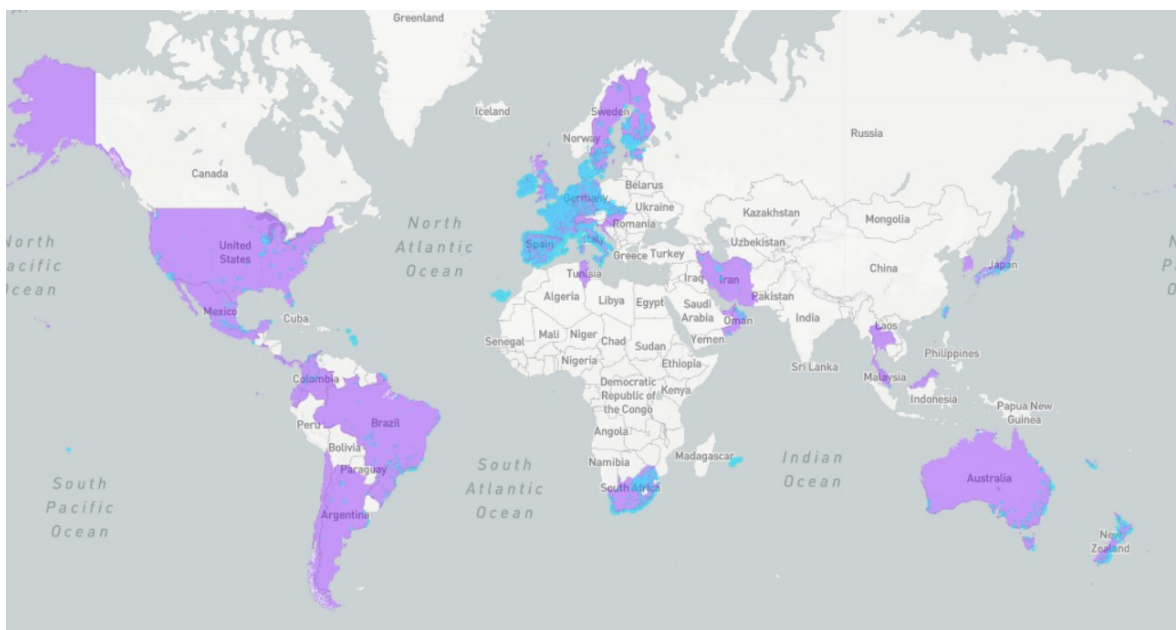 Greenland
Iceland
Sweden
Norway
Russia
Canada
Belarus
Germany
Ukraine
Kazakhstan
Mongolia
North
Atlantic
Ocean
North
Pacific
Ocean
United
States
Romania
Spain
Italy
Greece
Turkey
Uzbekistan
China
Japan
Tunisia
Iraq
Iran
Pakistan
Mexico
Cuba
Algeria
Libya
Egypt
Saudi
Arabia
Oman
India
Laos
Senegal
Mali
Niger
Chad
Sudan
Yemen
Philippines
Nigeria
Ethiopia
Sri Lanka
Malaysia
Colombia
Democratic
Republic of
the Congo
Kenya
Indonesia
Papua New
Guinea
Peru
Brazil
Angola
Bolivia
Namibia
Madagascar
Indian
Ocean
South
Pacific
Ocean
Paraguay
South
Atlantic
Ocean
South Africa
Australia
Argentina
New
Zealand